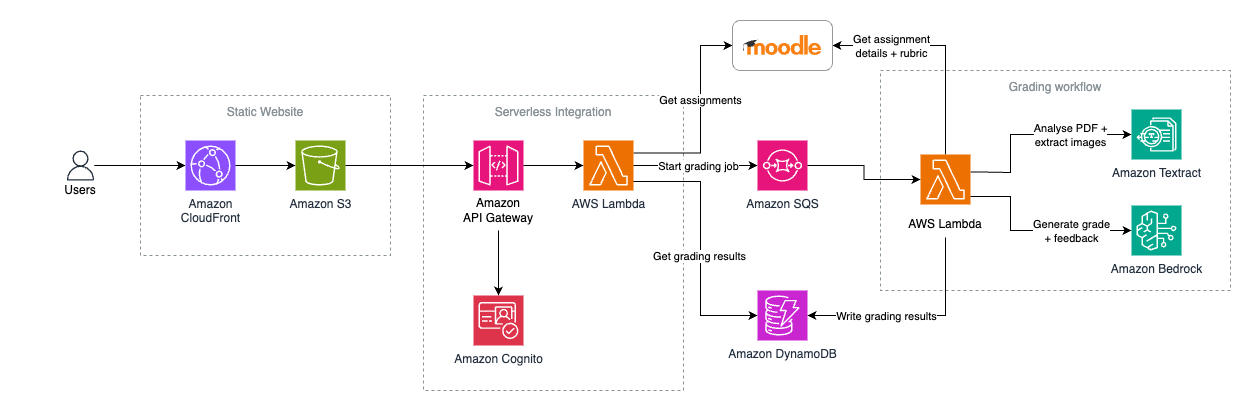 moodle
Get assignment
details + rubric
Grading workflow
Static Website
Serverless Integration
Get assignments
Analyse PDF +
extract images
Start grading job
Users
Amazon
CloudFront
Amazon S3
Amazon
API Gateway
AWS Lambda
Amazon SQS
AWS Lambda
Amazon Textract
Generate grade
+ feedback
Get grading results
Amazon Bedrock
Write grading results
Amazon Cognito
Amazon DynamoDB